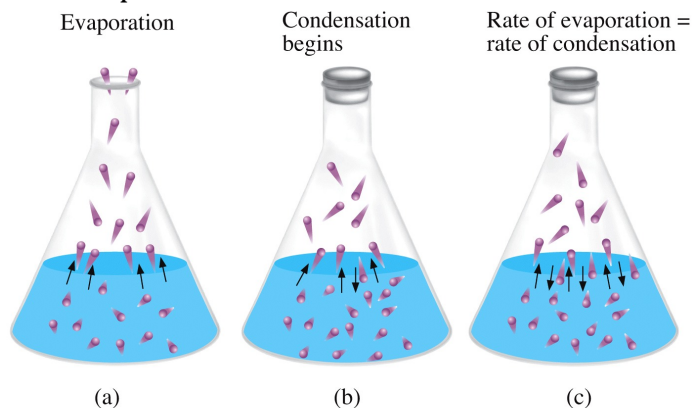 Evaporation
Condensation
begins
Rate of evaporation =
rate of condensation
(a)
(b)
(c)